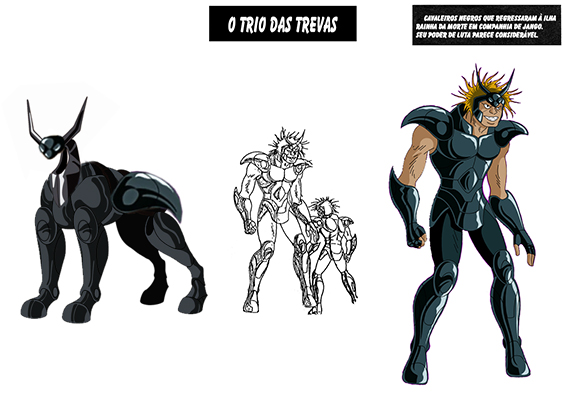 O TRIO DAS TREVAS
CAVALEIROS NEGROS QUE REGRESSARAM À ILHA
RAINHA DA MORTE EM COMPANHIA DE JANGO.
SEU PODER DE LUTA PARECE CONSIDERÁVEL.